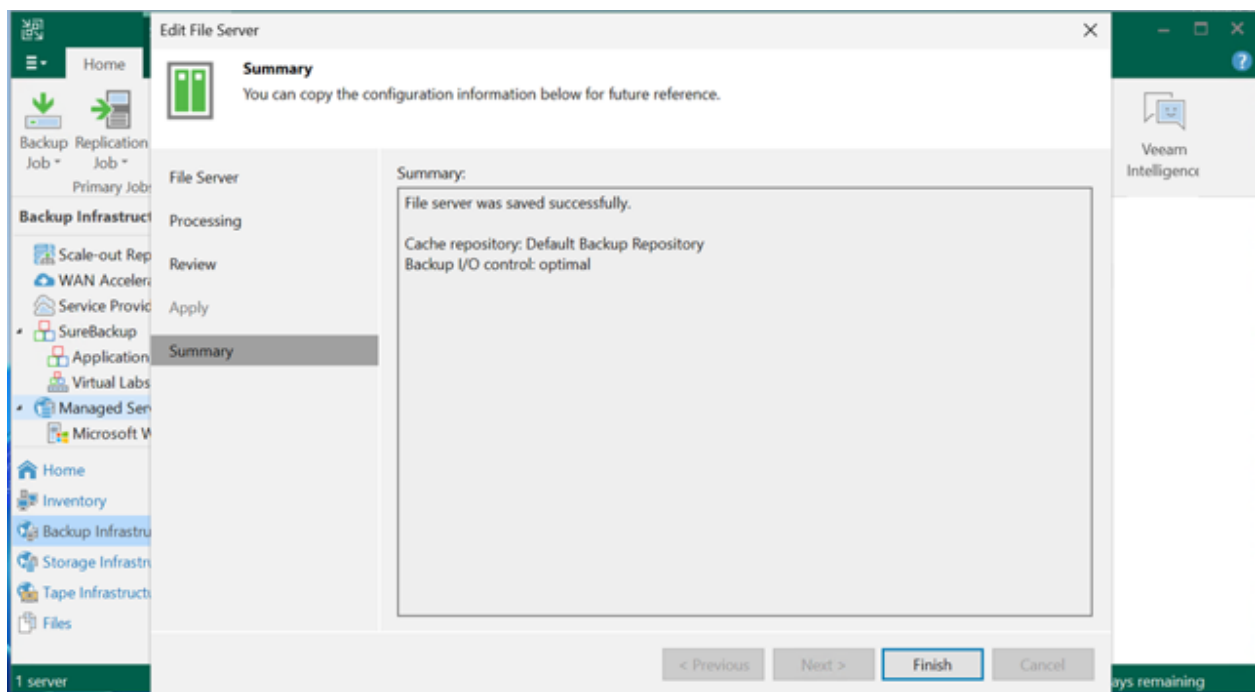 Edit File Server
Home
Summary
You can copy the configuration information below for future reference.
Backup Replication
Job Job
Primary Jobs
Veeam
Intelligence
File Server
Processing
Review
Apply
Summary
Summary:
File server was saved successfully.
Cache repository: Default Backup Repository
Backup I/O control: optimal
Backup Infrastruct
Scale-out Rep
WAN Accelera
Service Provid
SureBackup
Application
Virtual Labs
Managed Serv
Microsoft W
Home
Inventory
Backup Infrastru
Storage Infrastru
Tape Infrastructu
Files
< Previous Next > Finish Cancel
1 server
ays remaining